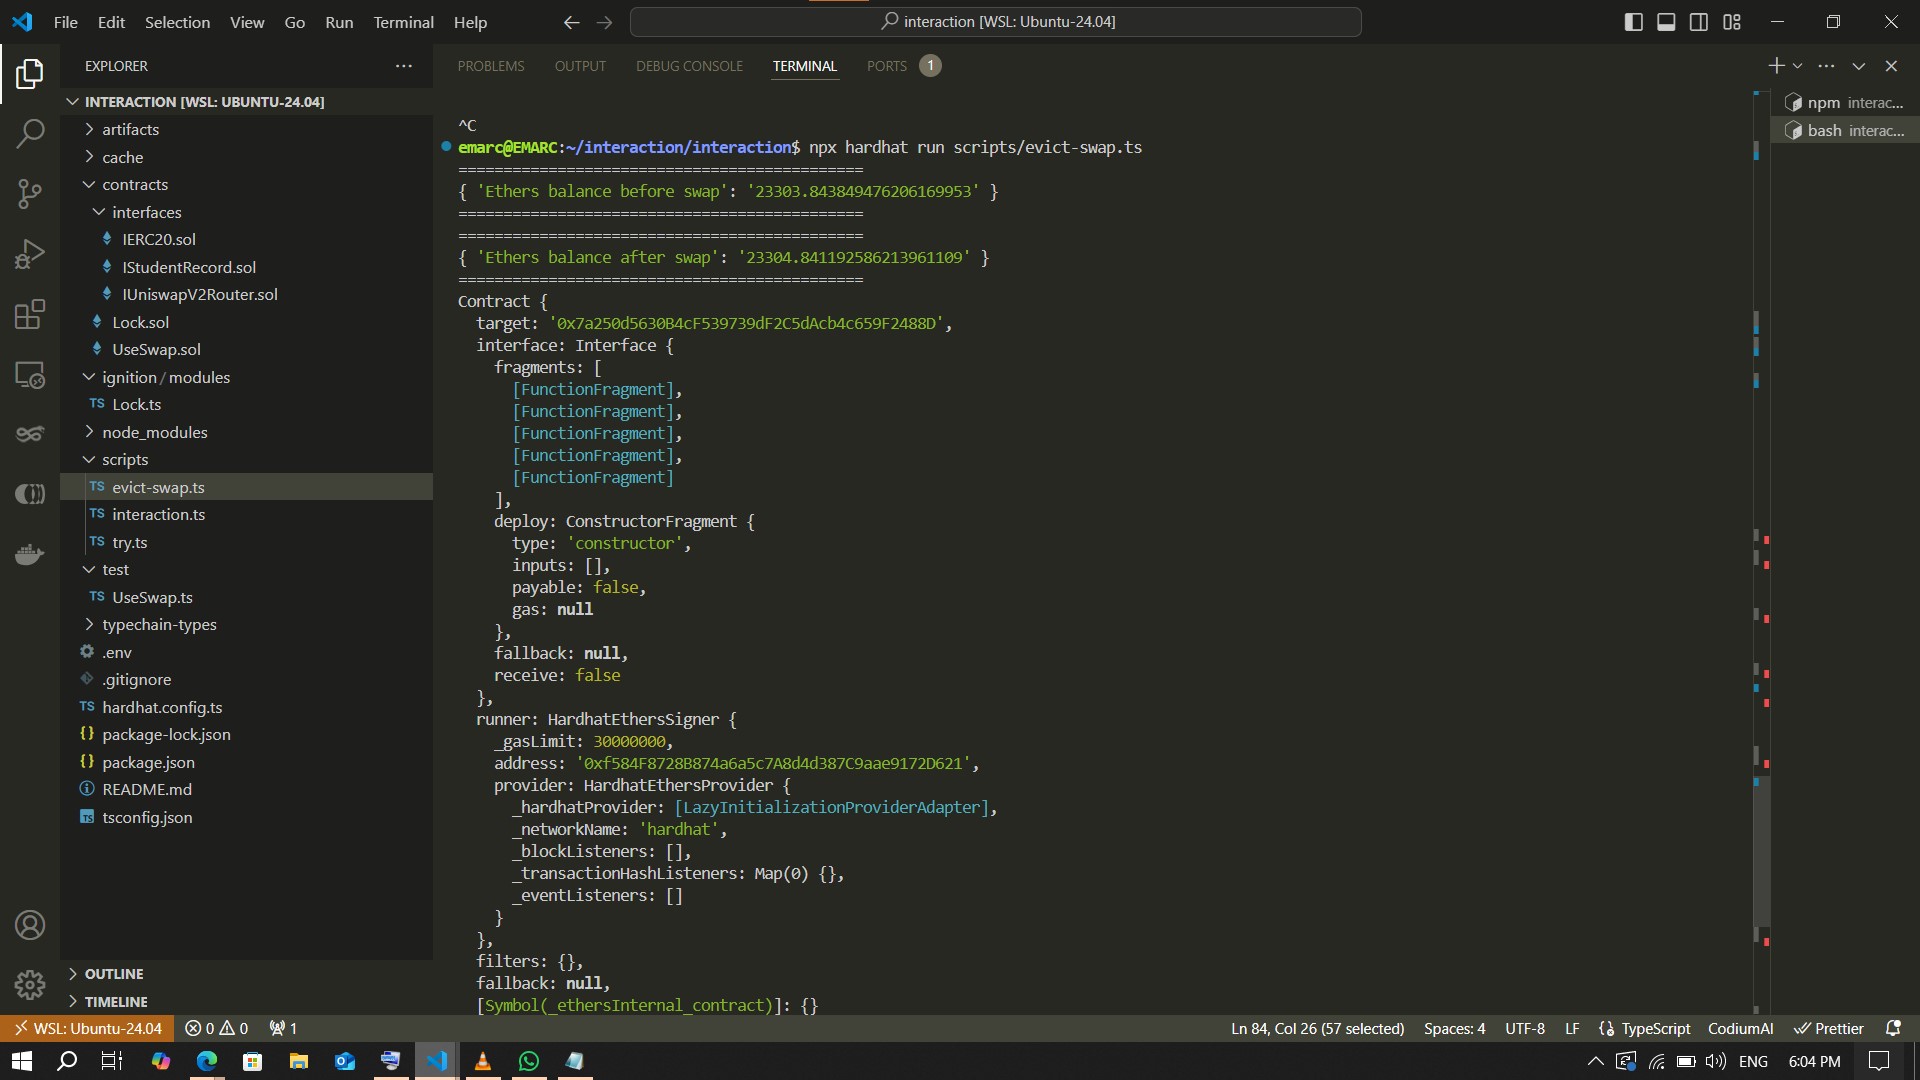 File Edit Selection View Go Run Terminal Help
interaction [WSL: Ubuntu-24.04]
EXPLORER
INTERACTION [WSL: UBUNTU-24.04]
artifacts
cache
contracts
interfaces
IERC20.sol
IStudentRecord.sol
IUniswapV2Router.sol
Lock.sol
UseSwap.sol
ignition / modules
TS Lock.ts
node_modules
scripts
TS evict-swap.ts
TS interaction.ts
TS try.ts
test
TS UseSwap.ts
typechain-types
.env
.gitignore
TS hardhat.config.ts
{} package-lock.json
{} package.json
README.md
TS tsconfig.json
OUTLINE
TIMELINE
PROBLEMS OUTPUT DEBUG CONSOLE TERMINAL PORTS 1
^C
emarc@EMARC:~/interaction/interaction$ npx hardhat run scripts/evict-swap.ts
=============================================
{ 'Ethers balance before swap': '23303.843849476206169953' }
=============================================
=============================================
{ 'Ethers balance after swap': '23304.841192586213961109' }
=============================================
Contract {
target: '0x7a250d5630B4cF539739dF2C5dAcb4c659F2488D',
interface: Interface {
fragments: [
[FunctionFragment],
[FunctionFragment],
[FunctionFragment],
[FunctionFragment],
[FunctionFragment]
],
deploy: ConstructorFragment {
type: 'constructor',
inputs: [],
payable: false,
gas: null
},
fallback: null,
receive: false
},
runner: HardhatEthersSigner {
_gasLimit: 30000000,
address: '0xf584F8728B874a6a5c7A8d4d387C9aae9172D621',
provider: HardhatEthersProvider {
_hardhatProvider: [LazyInitializationProviderAdapter],
_networkName: 'hardhat',
_blockListeners: [],
_transactionHashListeners: Map(0) {},
_eventListeners: []
}
},
filters: {},
fallback: null,
[Symbol(_ethersInternal_contract)]: {}
npm interac...
bash interac...
WSL: Ubuntu-24.04 0 0 1 Ln 84, Col 26 (57 selected) Spaces: 4 UTF-8 LF TypeScript CodiumAI Prettier
ENG 6:04 PM